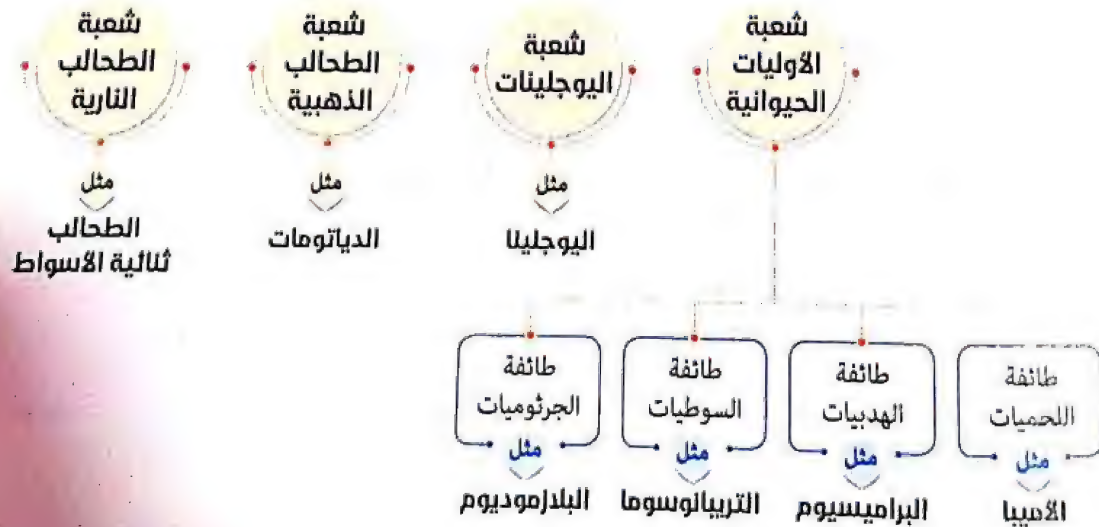 شعبة
الأوليات
الحيوانية
شعبة
اليوجلينات
مثل
اليوجلينا
شعبة
الطحالب
الذهبية
مثل
الدياتومات
شعبة
الطحالب
النارية
مثل
الطحالب
ثنائية الأسواط
طائفة
اللحميات
مثل
الأميبا
طائفة
الهدبيات
مثل
البراميسيوم
طائفة
السوطيات
مثل
التريبانوسوما
طائفة
الجرثوميات
مثل
البلازموديوم